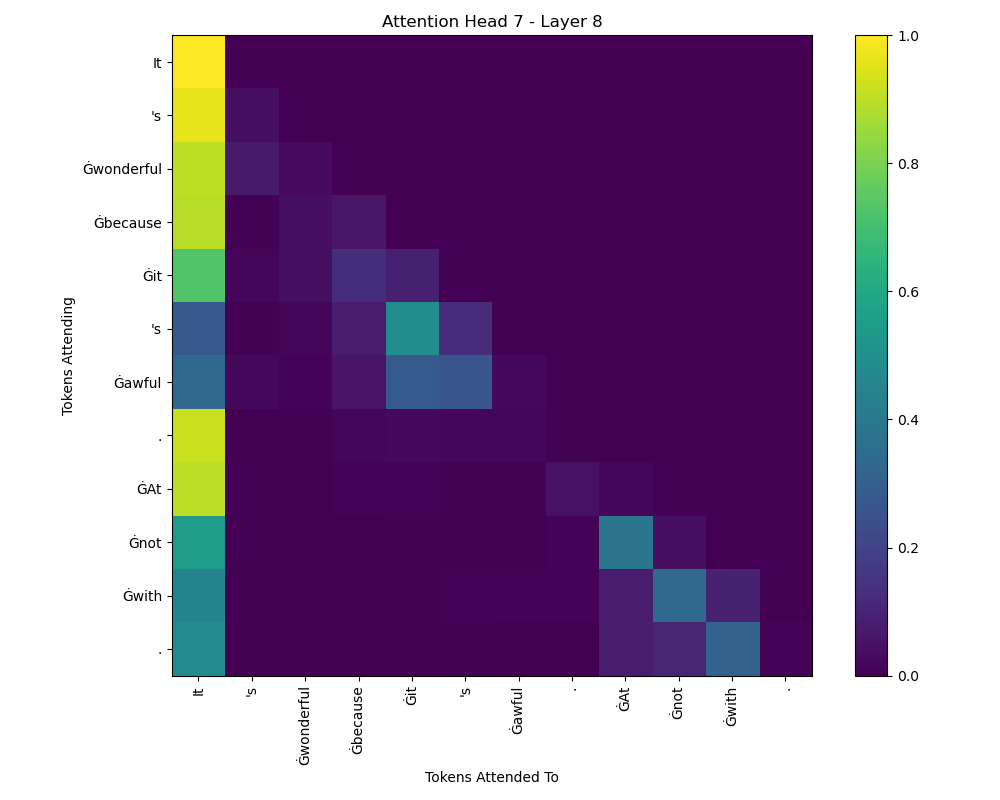 Attention Head 7 - Layer 8
It
's
Ġwonderful
Ġbecause
Ġit
's
Ġawful
.
ĠAt
Ġnot
Ġwith
.
Tokens Attending
It
's
Ġwonderful
Ġbecause
Ġit
's
Ġawful
.
ĠAt
Ġnot
Ġwith
.
Tokens Attended To
1.0
0.8
0.6
0.4
0.2
0.0